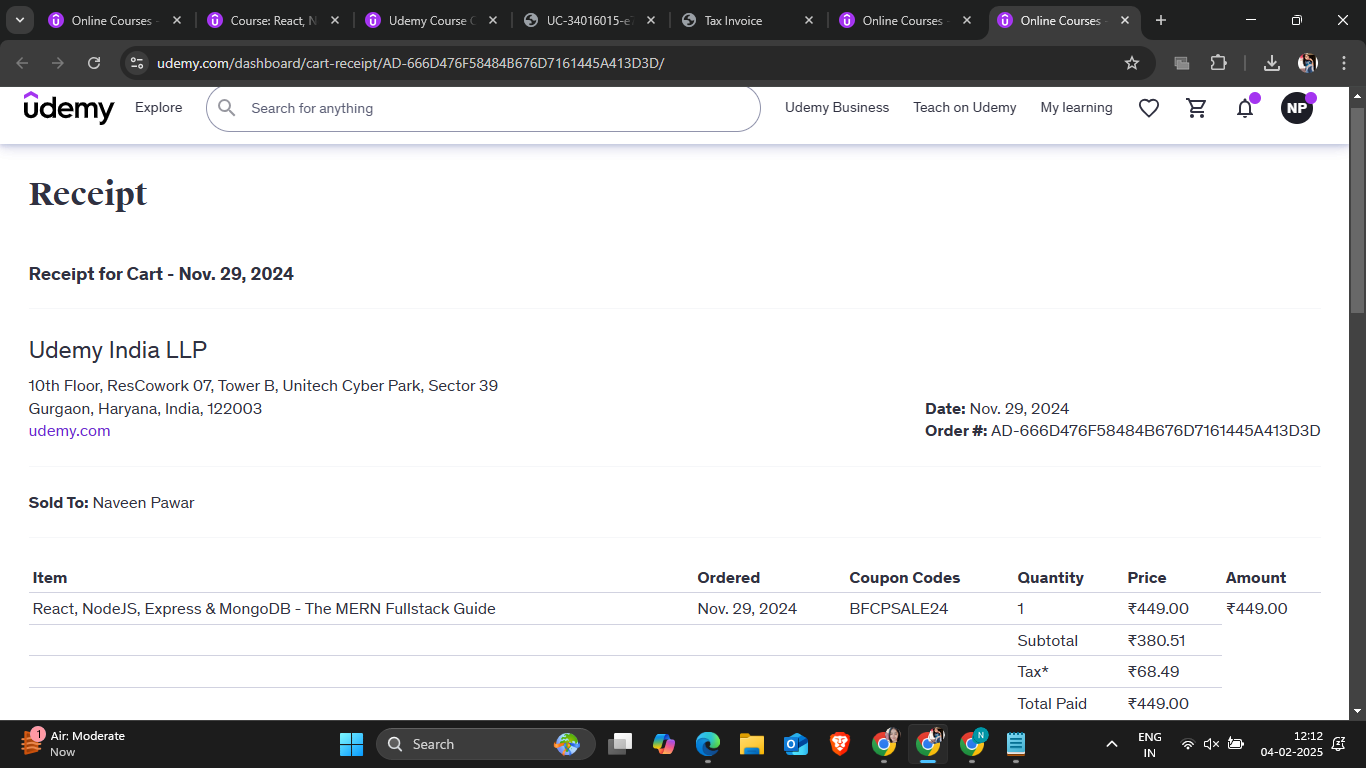 Online Courses -
Course: React, N
Udemy Course C
UC-34016015-e7
Tax Invoice
Online Courses -
Online Courses -
udemy.com/dashboard/cart-receipt/AD-666D476F58484B676D7161445A413D3D/
udemy
Explore
Search for anything
Udemy Business
Teach on Udemy
My learning
NP
Receipt
Receipt for Cart - Nov. 29, 2024
Udemy India LLP
10th Floor, ResCowork 07, Tower B, Unitech Cyber Park, Sector 39
Gurgaon, Haryana, India, 122003
udemy.com
Date: Nov. 29, 2024
Order #: AD-666D476F58484B676D7161445A413D3D
Sold To: Naveen Pawar
Item Ordered Coupon Codes Quantity Price Amount
React, NodeJS, Express & MongoDB - The MERN Fullstack Guide Nov. 29, 2024 BFCPSALE24 1 ₹449.00 ₹449.00
Subtotal ₹380.51
Tax* ₹68.49
Total Paid ₹449.00
1
Air: Moderate
Now
Search
N
ENG
IN
12:12
04-02-2025